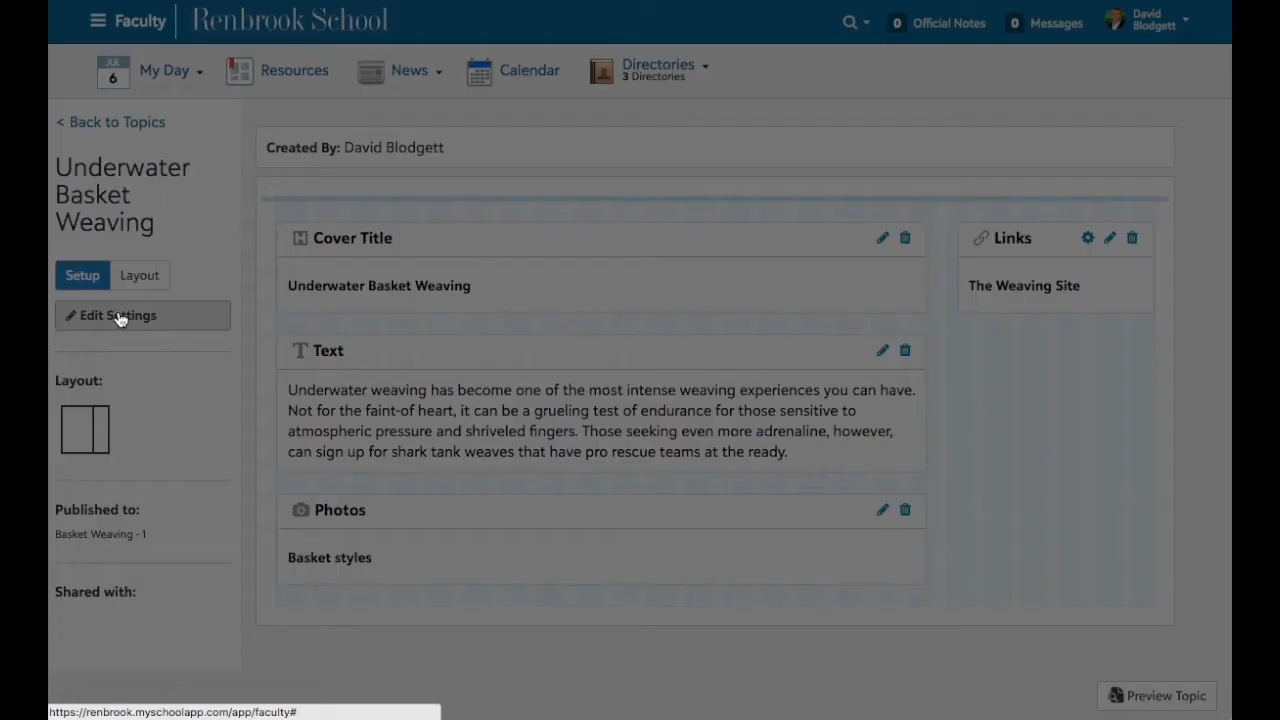 Faculty
Renbrook School
0 Official Notes
0 Messages
David
Blodgett
JUL
6
My Day
Resources
News
Calendar
Directories
3 Directories
< Back to Topics
Underwater
Basket
Weaving
Setup
Layout
Edit Settings
Layout:
Published to:
Basket Weaving - 1
Shared with:
Created By: David Blodgett
Cover Title
Underwater Basket Weaving
Links
The Weaving Site
Text
Underwater weaving has become one of the most intense weaving experiences you can have.
Not for the faint-of heart, it can be a grueling test of endurance for those sensitive to
atmospheric pressure and shriveled fingers. Those seeking even more adrenaline, however,
can sign up for shark tank weaves that have pro rescue teams at the ready.
Photos
Basket styles
Preview Topic
https://renbrook.myschoolapp.com/app/faculty#